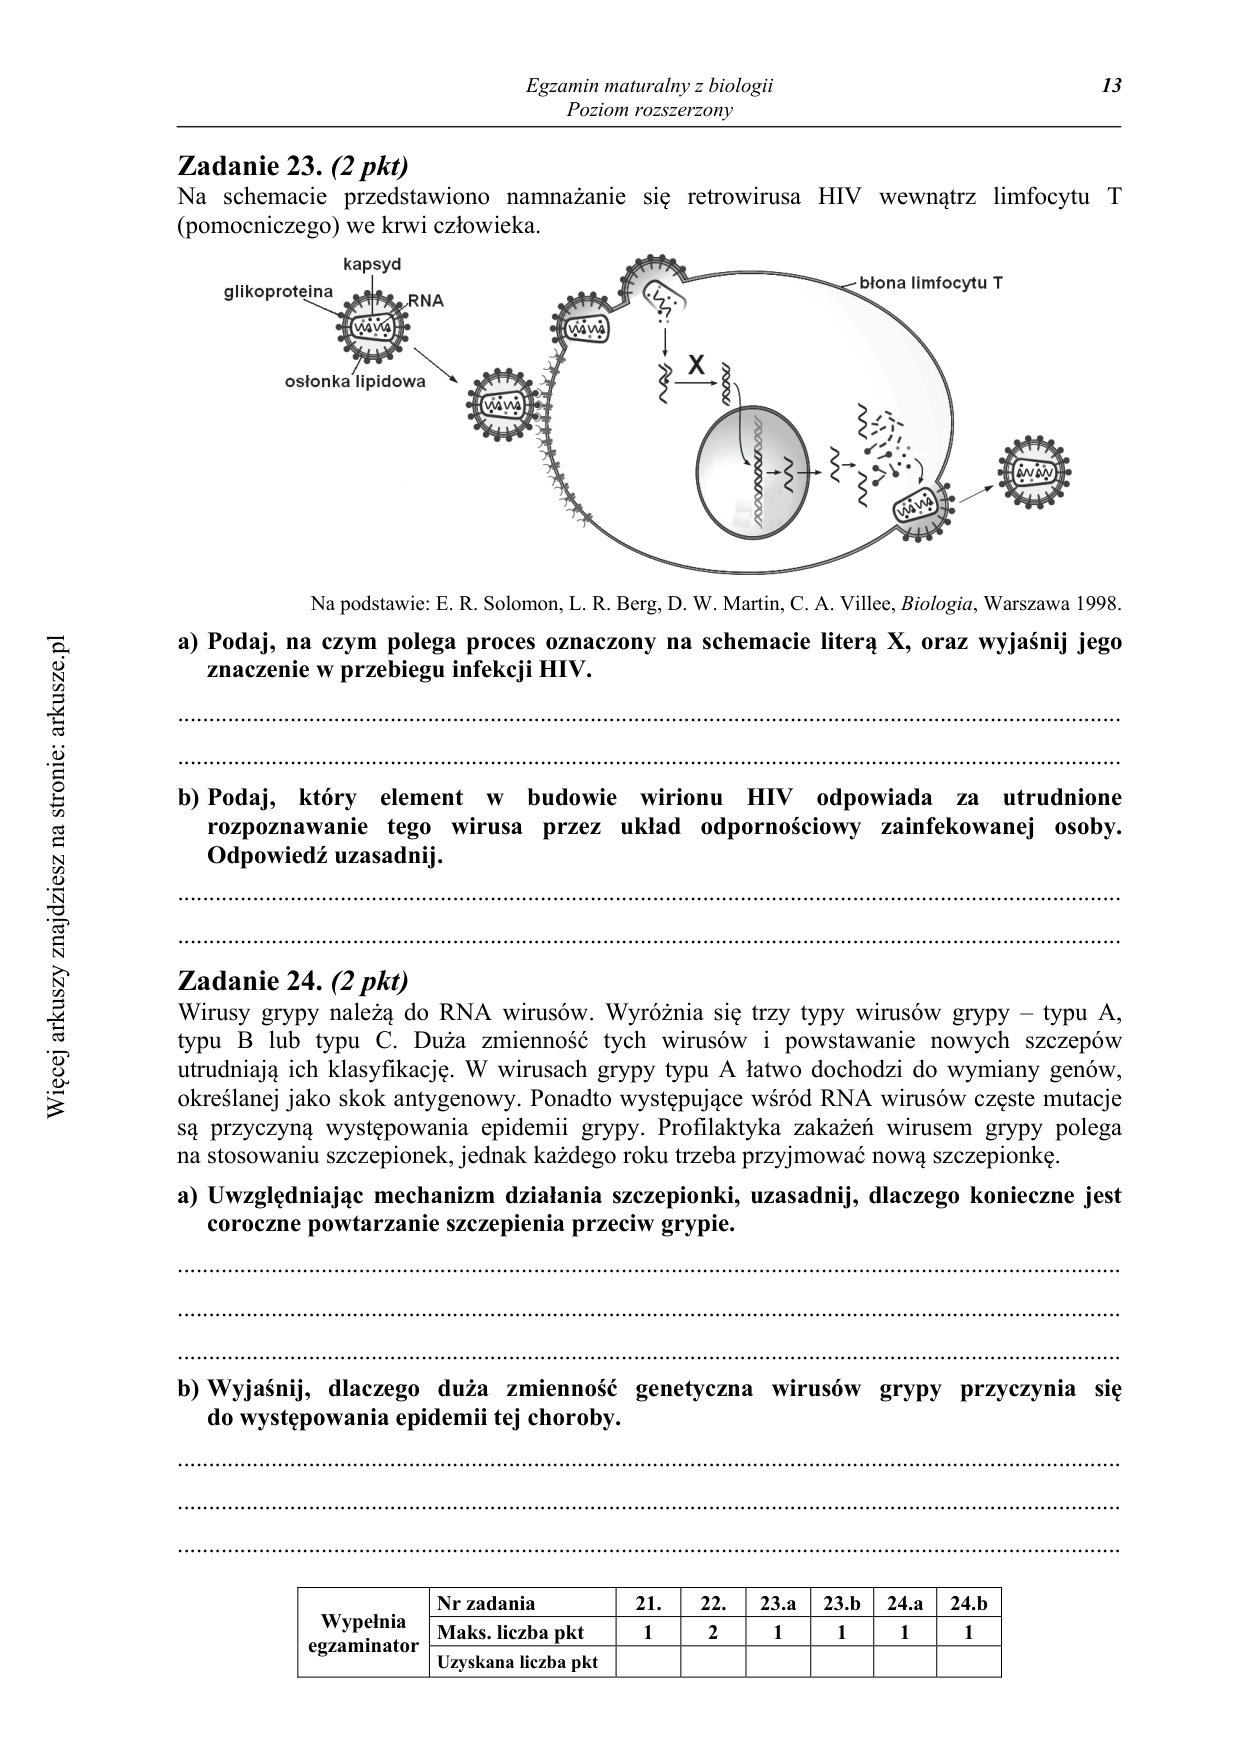 Egzamin maturalny z biologii
13
Poziom rozszerzony
Zadanie 23. (2 pkt)
Na schemacie przedstawiono namnażanie się retrowirusa HIV wewnątrz limfocytu T
(pomocniczego) we krwi człowieka.
kapsyd
glikoproteina
RNA
osłonka lipidowa
błona limfocytu T
X
Na podstawie: E. R. Solomon, L. R. Berg, D. W. Martin, C. A. Villee, Biologia, Warszawa 1998.
a) Podaj, na czym polega proces oznaczony na schemacie literą X, oraz wyjaśnij jego
znaczenie w przebiegu infekcji HIV.
b) Podaj, który element w budowie wirionu HIV odpowiada za utrudnione
rozpoznawanie tego wirusa przez układ odpornościowy zainfekowanej osoby.
Odpowiedź uzasadnij.
Zadanie 24. (2 pkt)
Wirusy grypy należą do RNA wirusów. Wyróżnia się trzy typy wirusów grypy – typu A,
typu B lub typu C. Duża zmienność tych wirusów i powstawanie nowych szczepów
utrudniają ich klasyfikację. W wirusach grypy typu A łatwo dochodzi do wymiany genów,
określanej jako skok antygenowy. Ponadto występujące wśród RNA wirusów częste mutacje
są przyczyną występowania epidemii grypy. Profilaktyka zakażeń wirusem grypy polega
na stosowaniu szczepionek, jednak każdego roku trzeba przyjmować nową szczepionkę.
a) Uwzględniając mechanizm działania szczepionki, uzasadnij, dlaczego konieczne jest
coroczne powtarzanie szczepienia przeciw grypie.
b) Wyjaśnij, dlaczego duża zmienność genetyczna wirusów grypy przyczynia się
do występowania epidemii tej choroby.
Wypełnia
egzaminator
Nr zadania 21. 22. 23.a 23.b 24.a 24.b
Maks. liczba pkt 1 2 1 1 1 1
Uzyskana liczba pkt
Więcej arkuszy znajdziesz na stronie: arkusze.pl